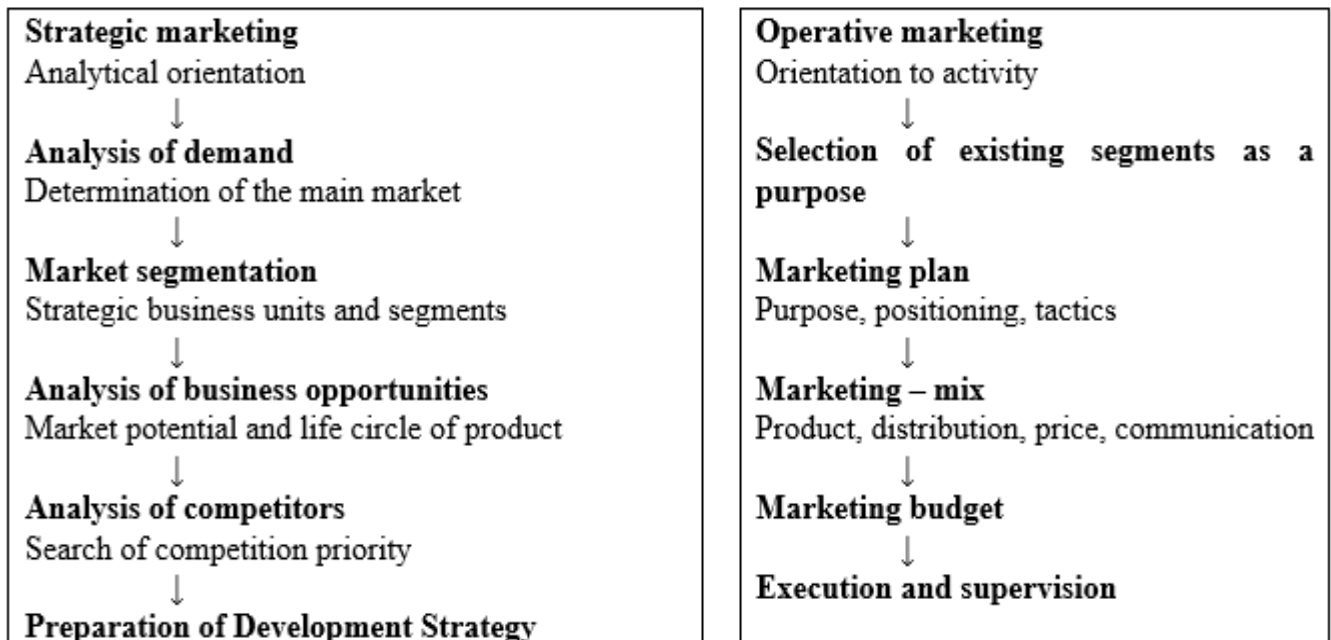 Strategic marketing
Analytical orientation
↓
Analysis of demand
Determination of the main market
↓
Market segmentation
Strategic business units and segments
↓
Analysis of business opportunities
Market potential and life circle of product
↓
Analysis of competitors
Search of competition priority
↓
Preparation of Development Strategy
Operative marketing
Orientation to activity
↓
Selection of existing segments as a
purpose
↓
Marketing plan
Purpose, positioning, tactics
↓
Marketing – mix
Product, distribution, price, communication
↓
Marketing budget
↓
Execution and supervision